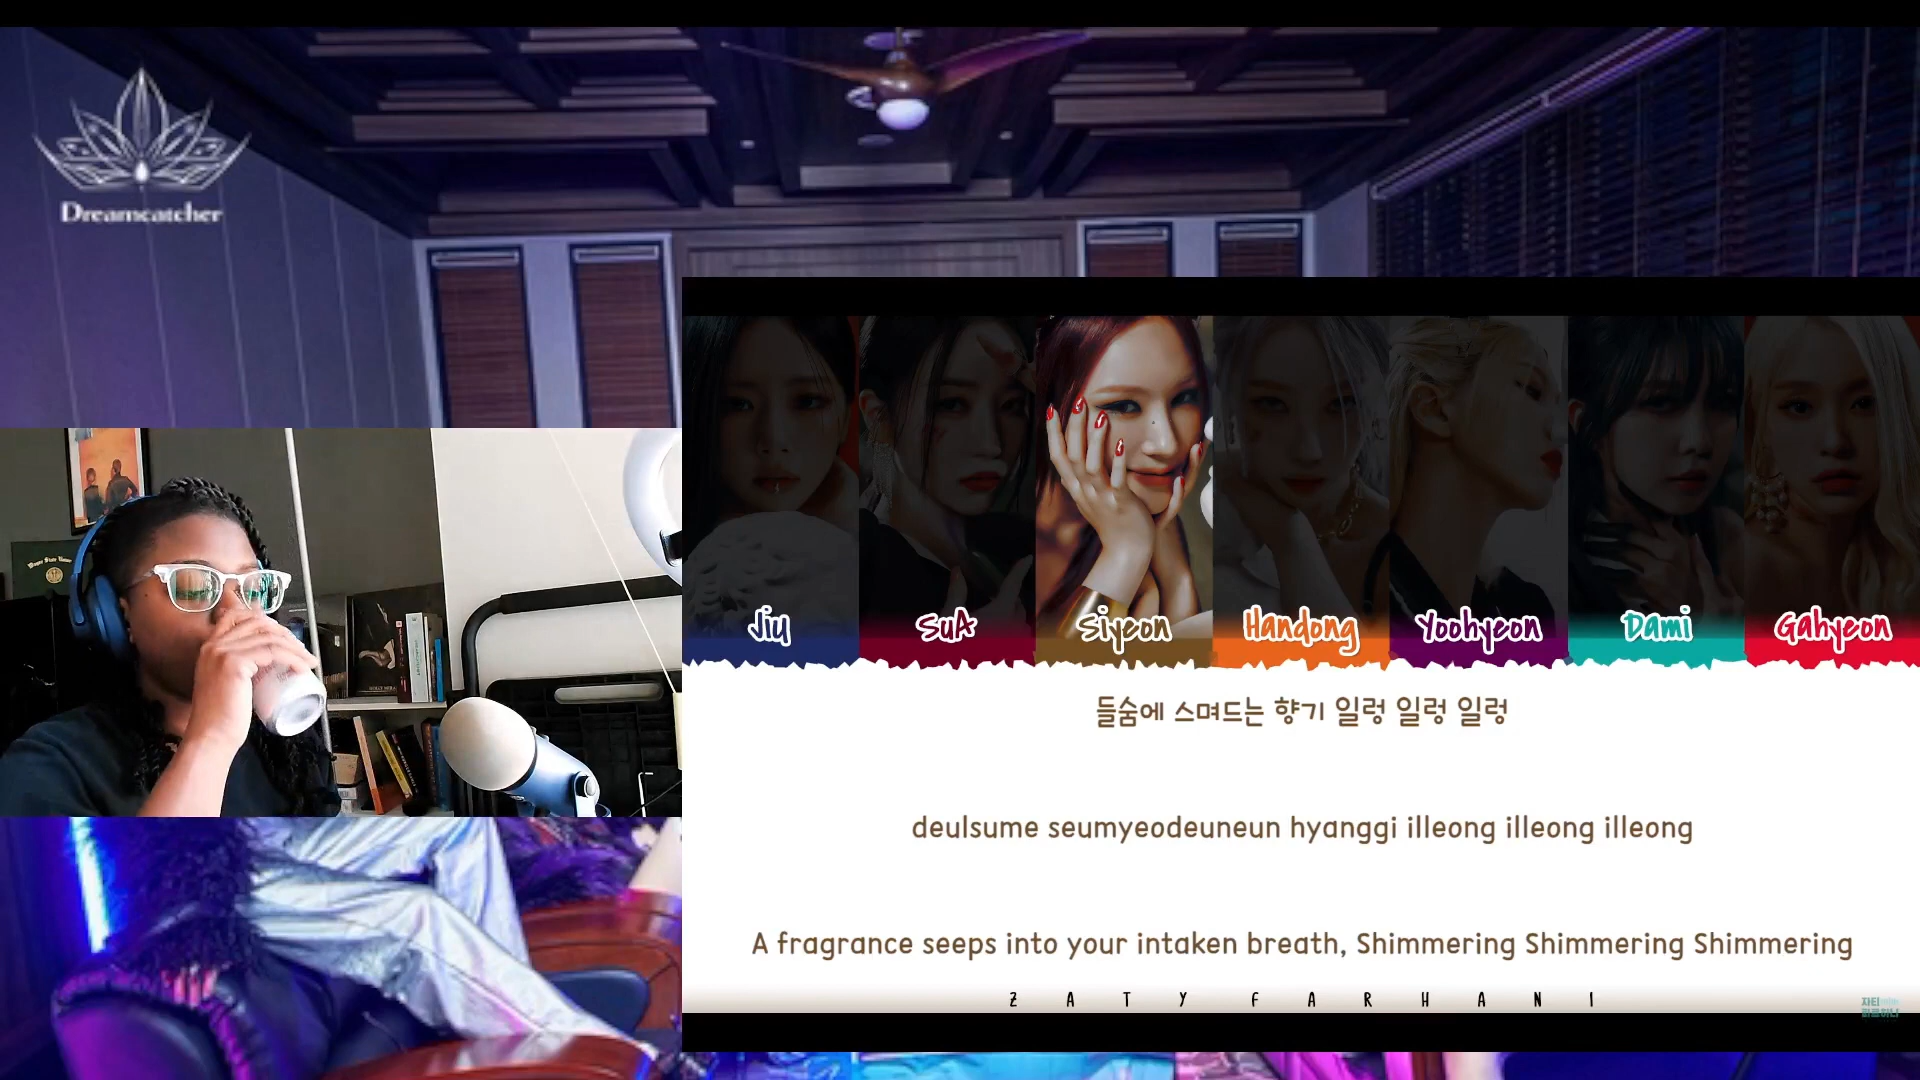 Dreamcatcher
Jiu
SuA
Siyeon
Handong
Yoohyeon
Dami
Gahyeon
들숨에 스며드는 향기 일렁 일렁 일렁
deulsume seumyeodeuneun hyanggi illeong illeong illeong
A fragrance seeps into your intaken breath, Shimmering Shimmering Shimmering
ZATY FARHANI